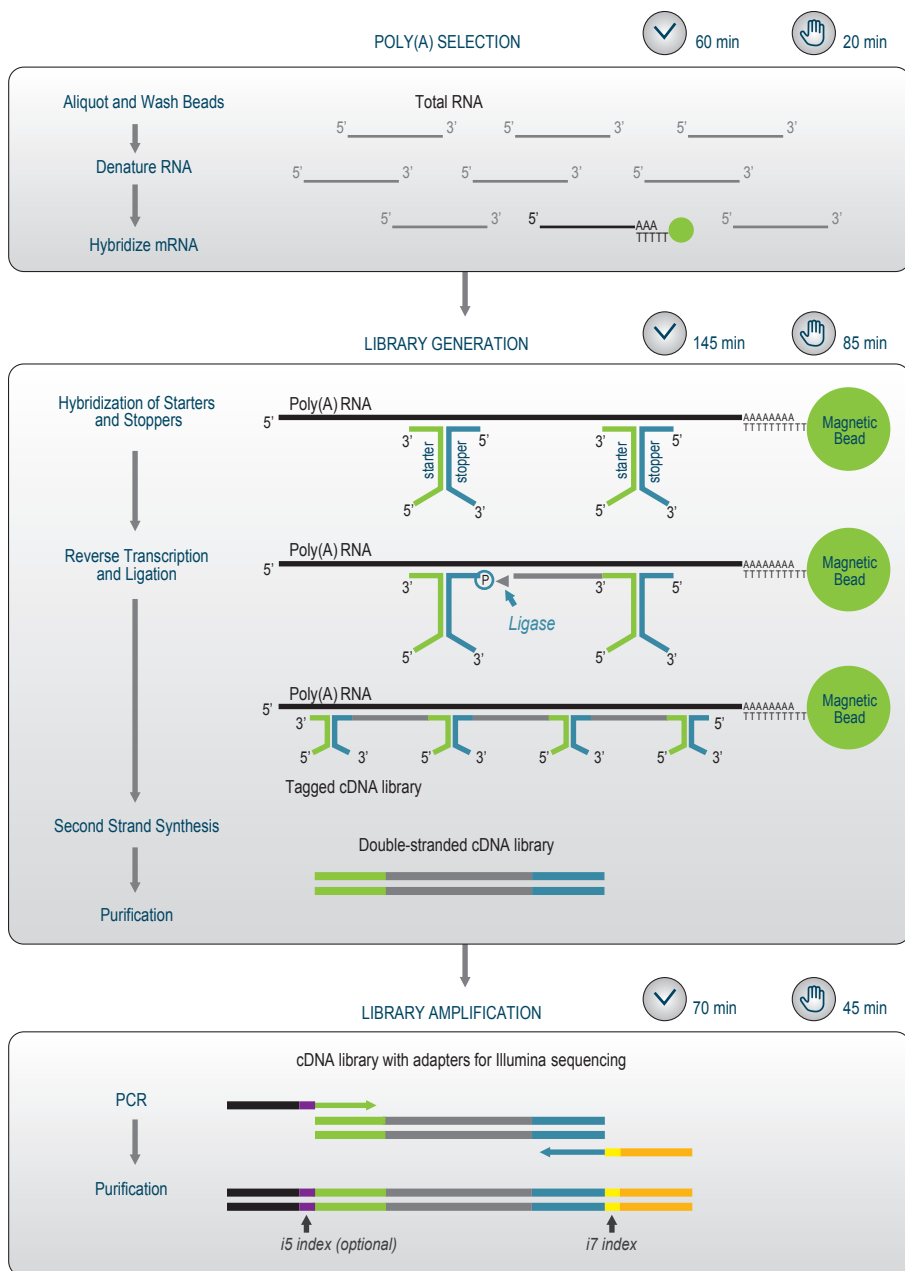 POLY(A) SELECTION
60 min
20 min
Aliquot and Wash Beads
Total RNA
5’ 3’ 5’ 3’ 5’ 3’
Denature RNA
5’ 3’ 5’ 3’ 5’ 3’
Hybridize mRNA
5’ 3’ 5’ AAA 5’ 3’
TTTTT
LIBRARY GENERATION
145 min
85 min
Hybridization of Starters
and Stoppers
Poly(A) RNA
5’
AAAAAAAA
TTTTTTTTTT
Magnetic
Bead
3’ starter stopper 5’ 3’ starter stopper 5’
5’ 3’ 5’ 3’
Reverse Transcription
and Ligation
Poly(A) RNA
5’
AAAAAAAA
TTTTTTTTTT
Magnetic
Bead
3’ P 3’ 5’
Ligase
5’ 3’ 5’ 3’
Poly(A) RNA
5’
AAAAAAAA
TTTTTTTTTT
Magnetic
Bead
3’ 5’
5’ 3’ 5’ 3’ 5’ 3’ 5’ 3’
Tagged cDNA library
Second Strand Synthesis
Double-stranded cDNA library
Purification
LIBRARY AMPLIFICATION
70 min
45 min
cDNA library with adapters for Illumina sequencing
PCR
Purification
i5 index (optional)
i7 index